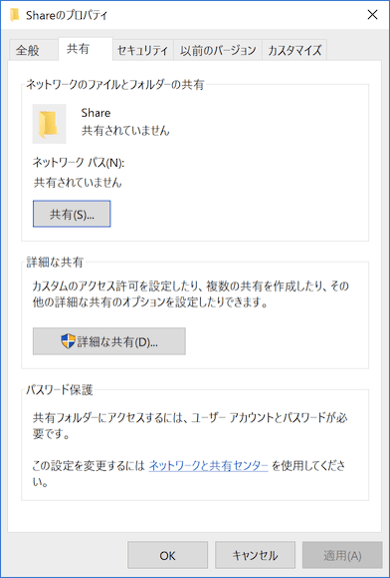 Shareのプロパティ
全般 共有 セキュリティ 以前のバージョン カスタマイズ
ネットワークのファイルとフォルダーの共有
Share
共有されていません
ネットワーク パス(N):
共有されていません
共有(S)...
詳細な共有
カスタムのアクセス許可を設定したり、複数の共有を作成したり、その
他の詳細な共有のオプションを設定したりできます。
詳細な共有(D)...
パスワード保護
共有フォルダーにアクセスするには、ユーザー アカウントとパスワードが必
要です。
この設定を変更するには ネットワークと共有センター を使用してくださ
い。
OK キャンセル 適用(A)